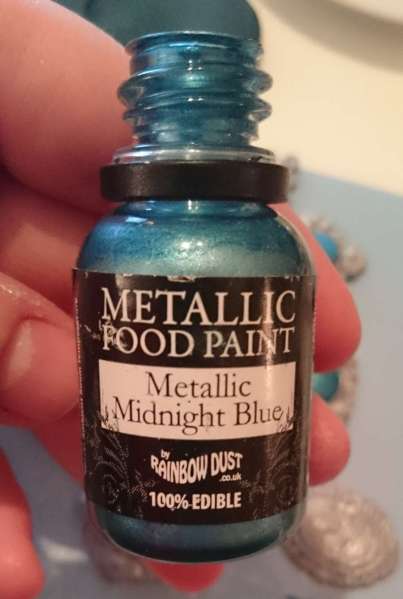 METALLIC
FOOD PAINT
Metallic
Midnight Blue
by
RAINBOW DUST
.co.uk
100% EDIBLE